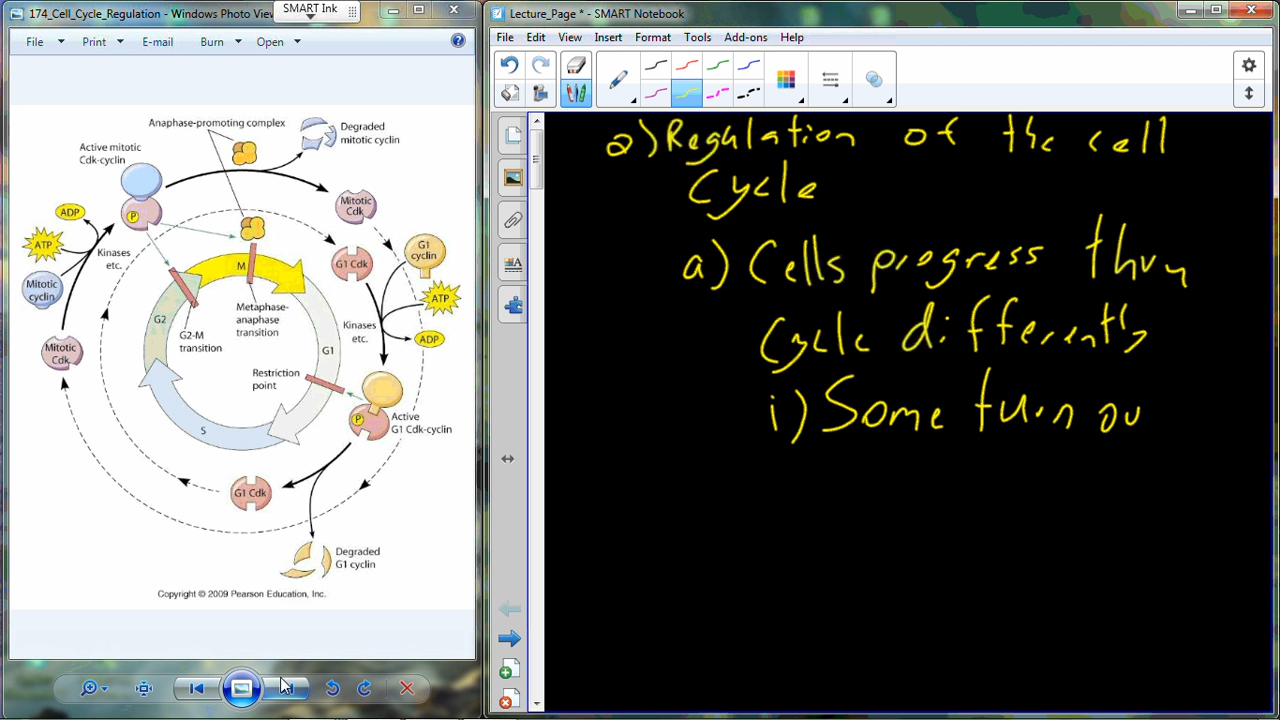 174_Cell_Cycle_Regulation - Windows Photo View
SMART Ink
File Print E-mail Burn Open
Anaphase-promoting complex
Degraded
mitotic cyclin
Active mitotic
Cdk-cyclin
P
ADP
ATP
Kinases
etc.
Mitotic
cyclin
Mitotic
Cdk
Mitotic
Cdk
G1 Cdk
G1
cyclin
ATP
Kinases
etc.
ADP
M
Metaphase-
anaphase
transition
G2
G2-M
transition
G1
Restriction
point
S
P
Active
G1 Cdk-cyclin
G1 Cdk
Degraded
G1 cyclin
Copyright © 2009 Pearson Education, Inc.
Lecture_Page * - SMART Notebook
File Edit View Insert Format Tools Add-ons Help
a) Regulation of the cell
Cycle
a) Cells progress thru
Cycle differently
i) Some turn ov